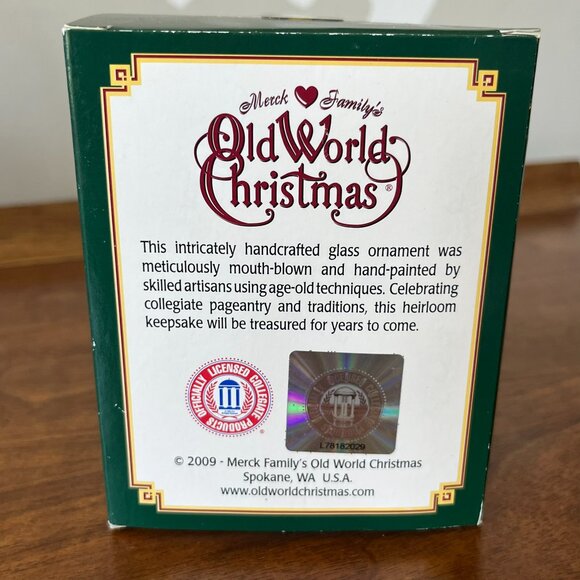 Merck Family's
Old World
Christmas®
This intricately handcrafted glass ornament was
meticulously mouth-blown and hand-painted by
skilled artisans using age-old techniques. Celebrating
collegiate pageantry and traditions, this heirloom
keepsake will be treasured for years to come.
OFFICIALLY LICENSED COLLEGIATE PRODUCTS
®
L78182029
© 2009 - Merck Family's Old World Christmas
Spokane, WA U.S.A.
www.oldworldchristmas.com